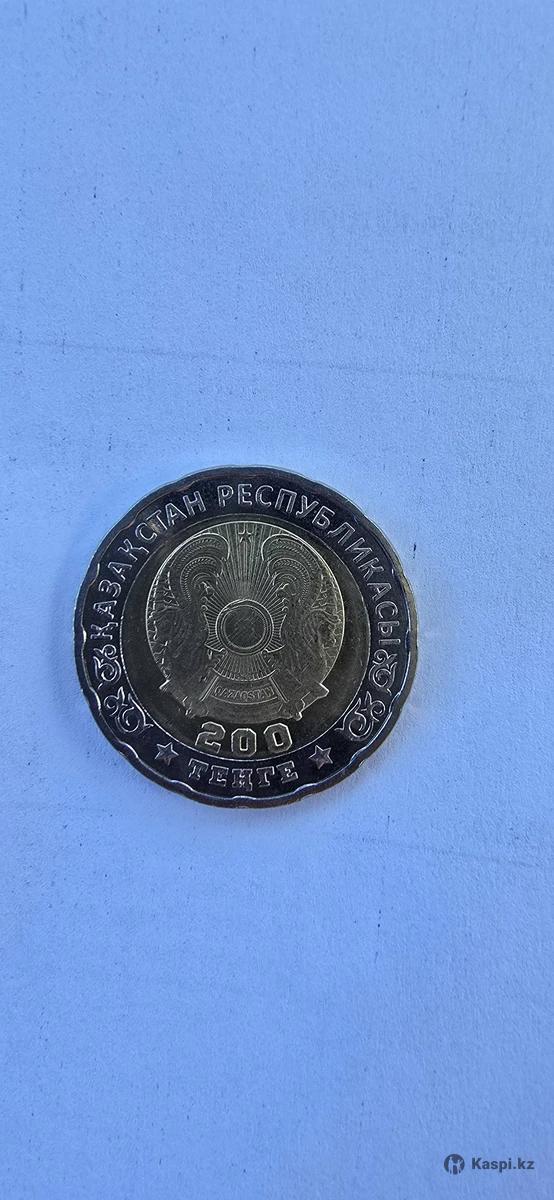 ҚАЗАҚСТАН РЕСПУБЛИКАСЫ
QAZAQSTAN
200
ТЕҢГЕ
Kaspi.kz